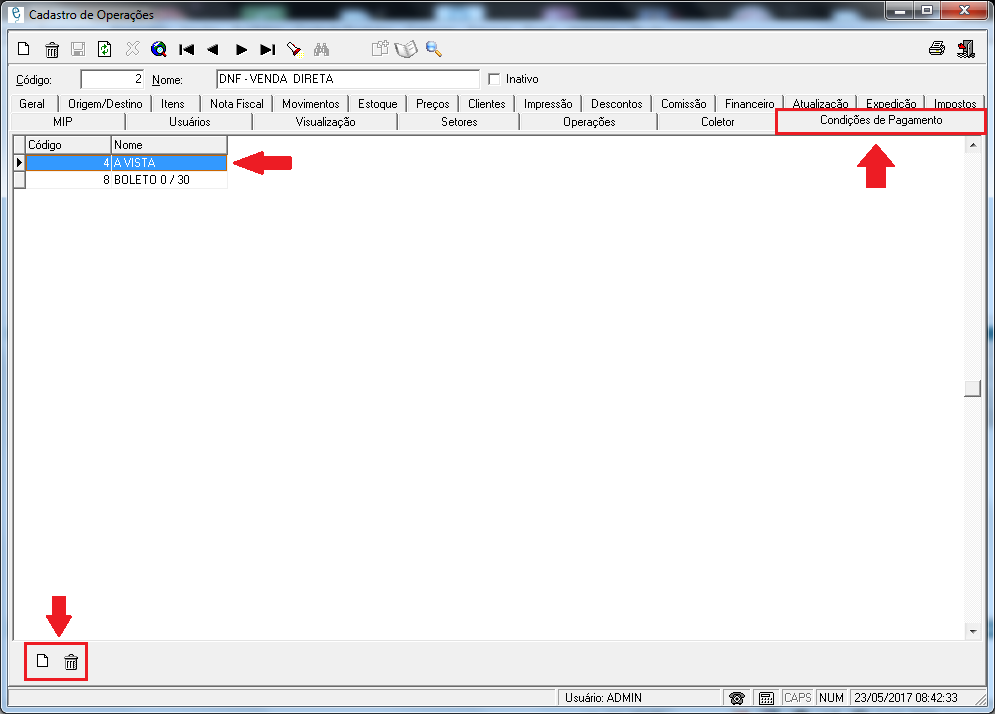 Cadastro de Operações
Código: 2 Nome: DNF - VENDA DIRETA Inativo
Geral Origem/Destino Itens Nota Fiscal Movimentos Estoque Preços Clientes Impressão Descontos Comissão Financeiro Atualização Expedição Impostos
MIP Usuários Visualização Setores Operações Coletor Condições de Pagamento
Código Nome
4 A VISTA
8 BOLETO 0 / 30
Usuário: ADMIN CAPS NUM 23/05/2017 08:42:33